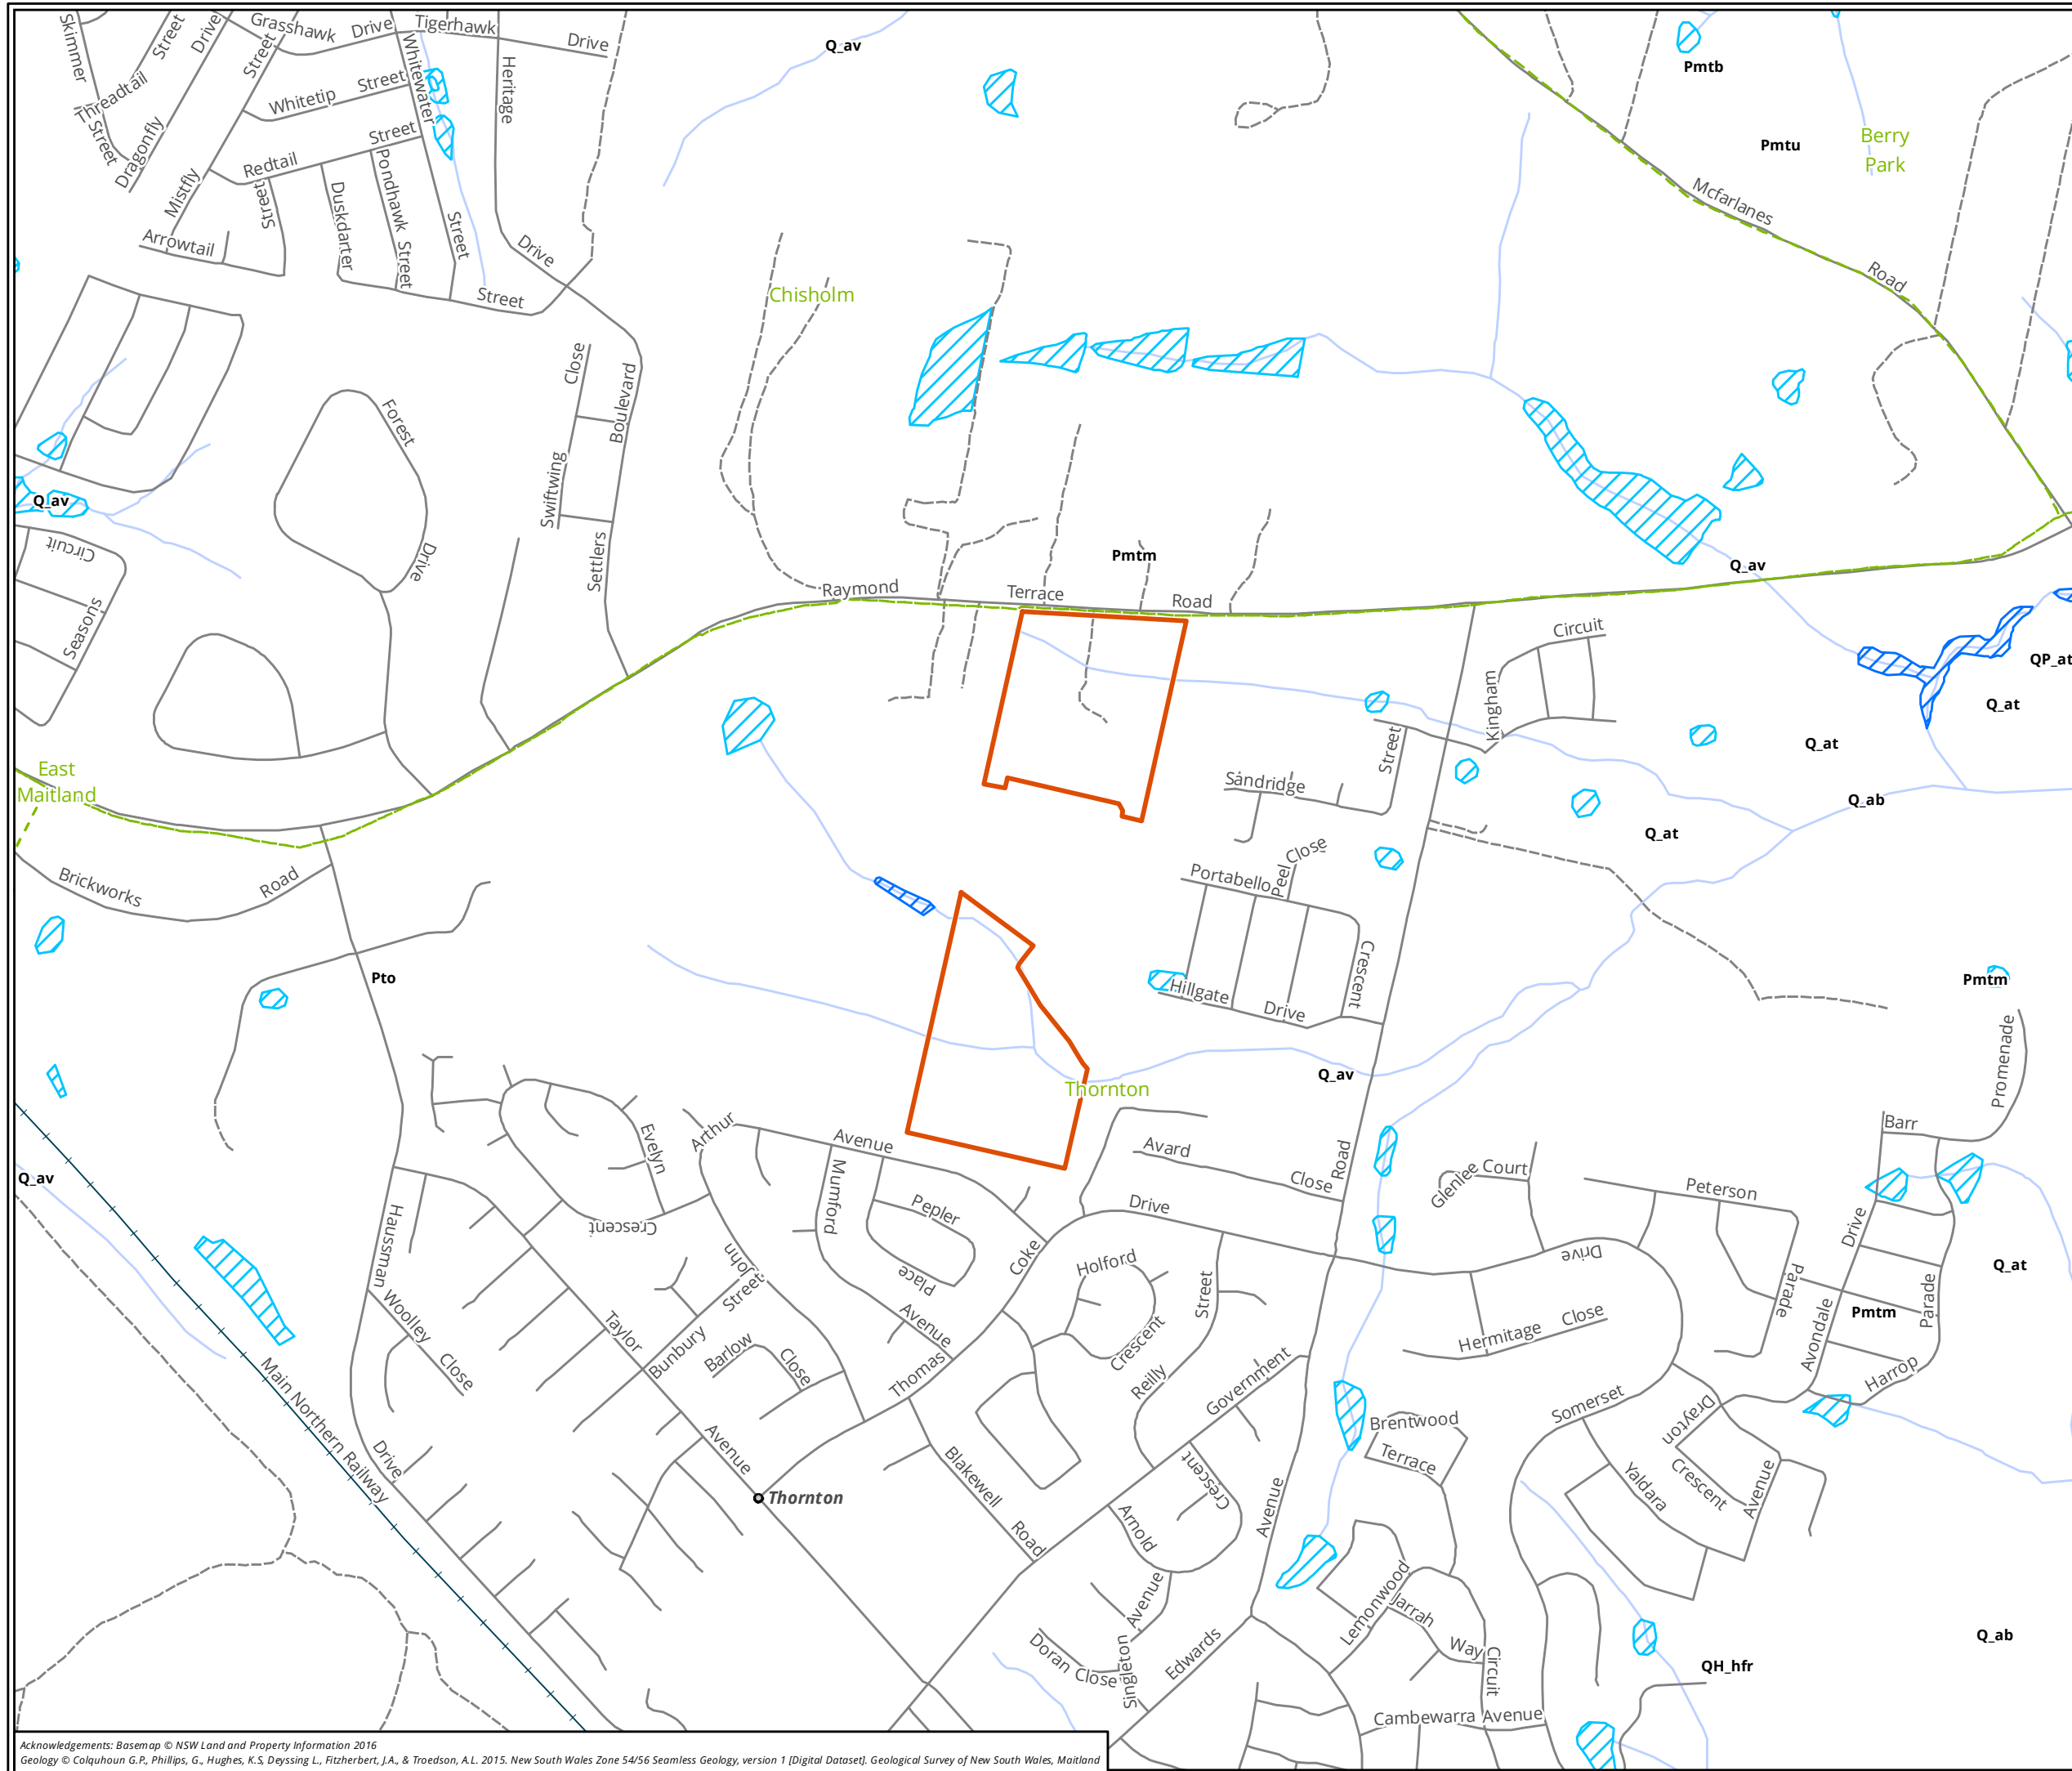 Skimmer
Street
Drive
Grasshawk
Drive
Tigerhawk
Drive
Q_av
Pmtb
Threadtail
Street
Street
Whitetip
Street
Whitewater
Heritage
Pmtu
Berry
Park
Dragonfly
Redtail
Street
Mistfly
Street
Duskdarter
Pondhawk
Street
Street
Drive
Mcfarlanes
Road
Arrowtail
Street
Chisholm
Close
Boulevard
Forest
Drive
Swiftwing
Settlers
Q_av
Circuit
Seasons
Pmtm
Raymond
Terrace
Road
Q_av
Circuit
Kingham
QP_at
Q_at
Q_at
Street
Sandridge
East
Maitland
Q_ab
Q_at
Brickworks
Road
Portabello
Peel
Close
Crescent
Hillgate
Drive
Pto
Pmtm
Promenade
Q_av
Thornton
Barr
Arthur
Avenue
Evelyn
Crescent
Mumford
Pepler
Place
Avard
Close
Road
Glenlee
Court
Peterson
Parade
Drive
Q_av
Haussman
Drive
Coke
Drive
Q_at
John
Street
Bunbury
Avenue
Holford
Crescent
Street
Reilly
Hermitage
Close
Drive
Pmtm
Parade
Avondale
Harrop
Woolley
Close
Taylor
Avenue
Barlow
Close
Thomas
Government
Somerset
Drayton
Crescent
Brentwood
Terrace
Yaldara
Avenue
Main Northern Railway
Thornton
Blakewell
Road
Crescent
Arnold
Avenue
Avenue
Lemonwood
Jarrah
Way
Circuit
Doran Close
Singleton
Edwards
Q_ab
QH_hfr
Cambewarra Avenue
Acknowledgements: Basemap © NSW Land and Property Information 2016
Geology © Colquhoun G.P., Phillips, G., Hughes, K.S, Deyssing L., Fitzherbert, J.A., & Troedson, A.L. 2015. New South Wales Zone 54/56 Seamless Geology, version 1 [Digital Dataset]. Geological Survey of New South Wales, Maitland